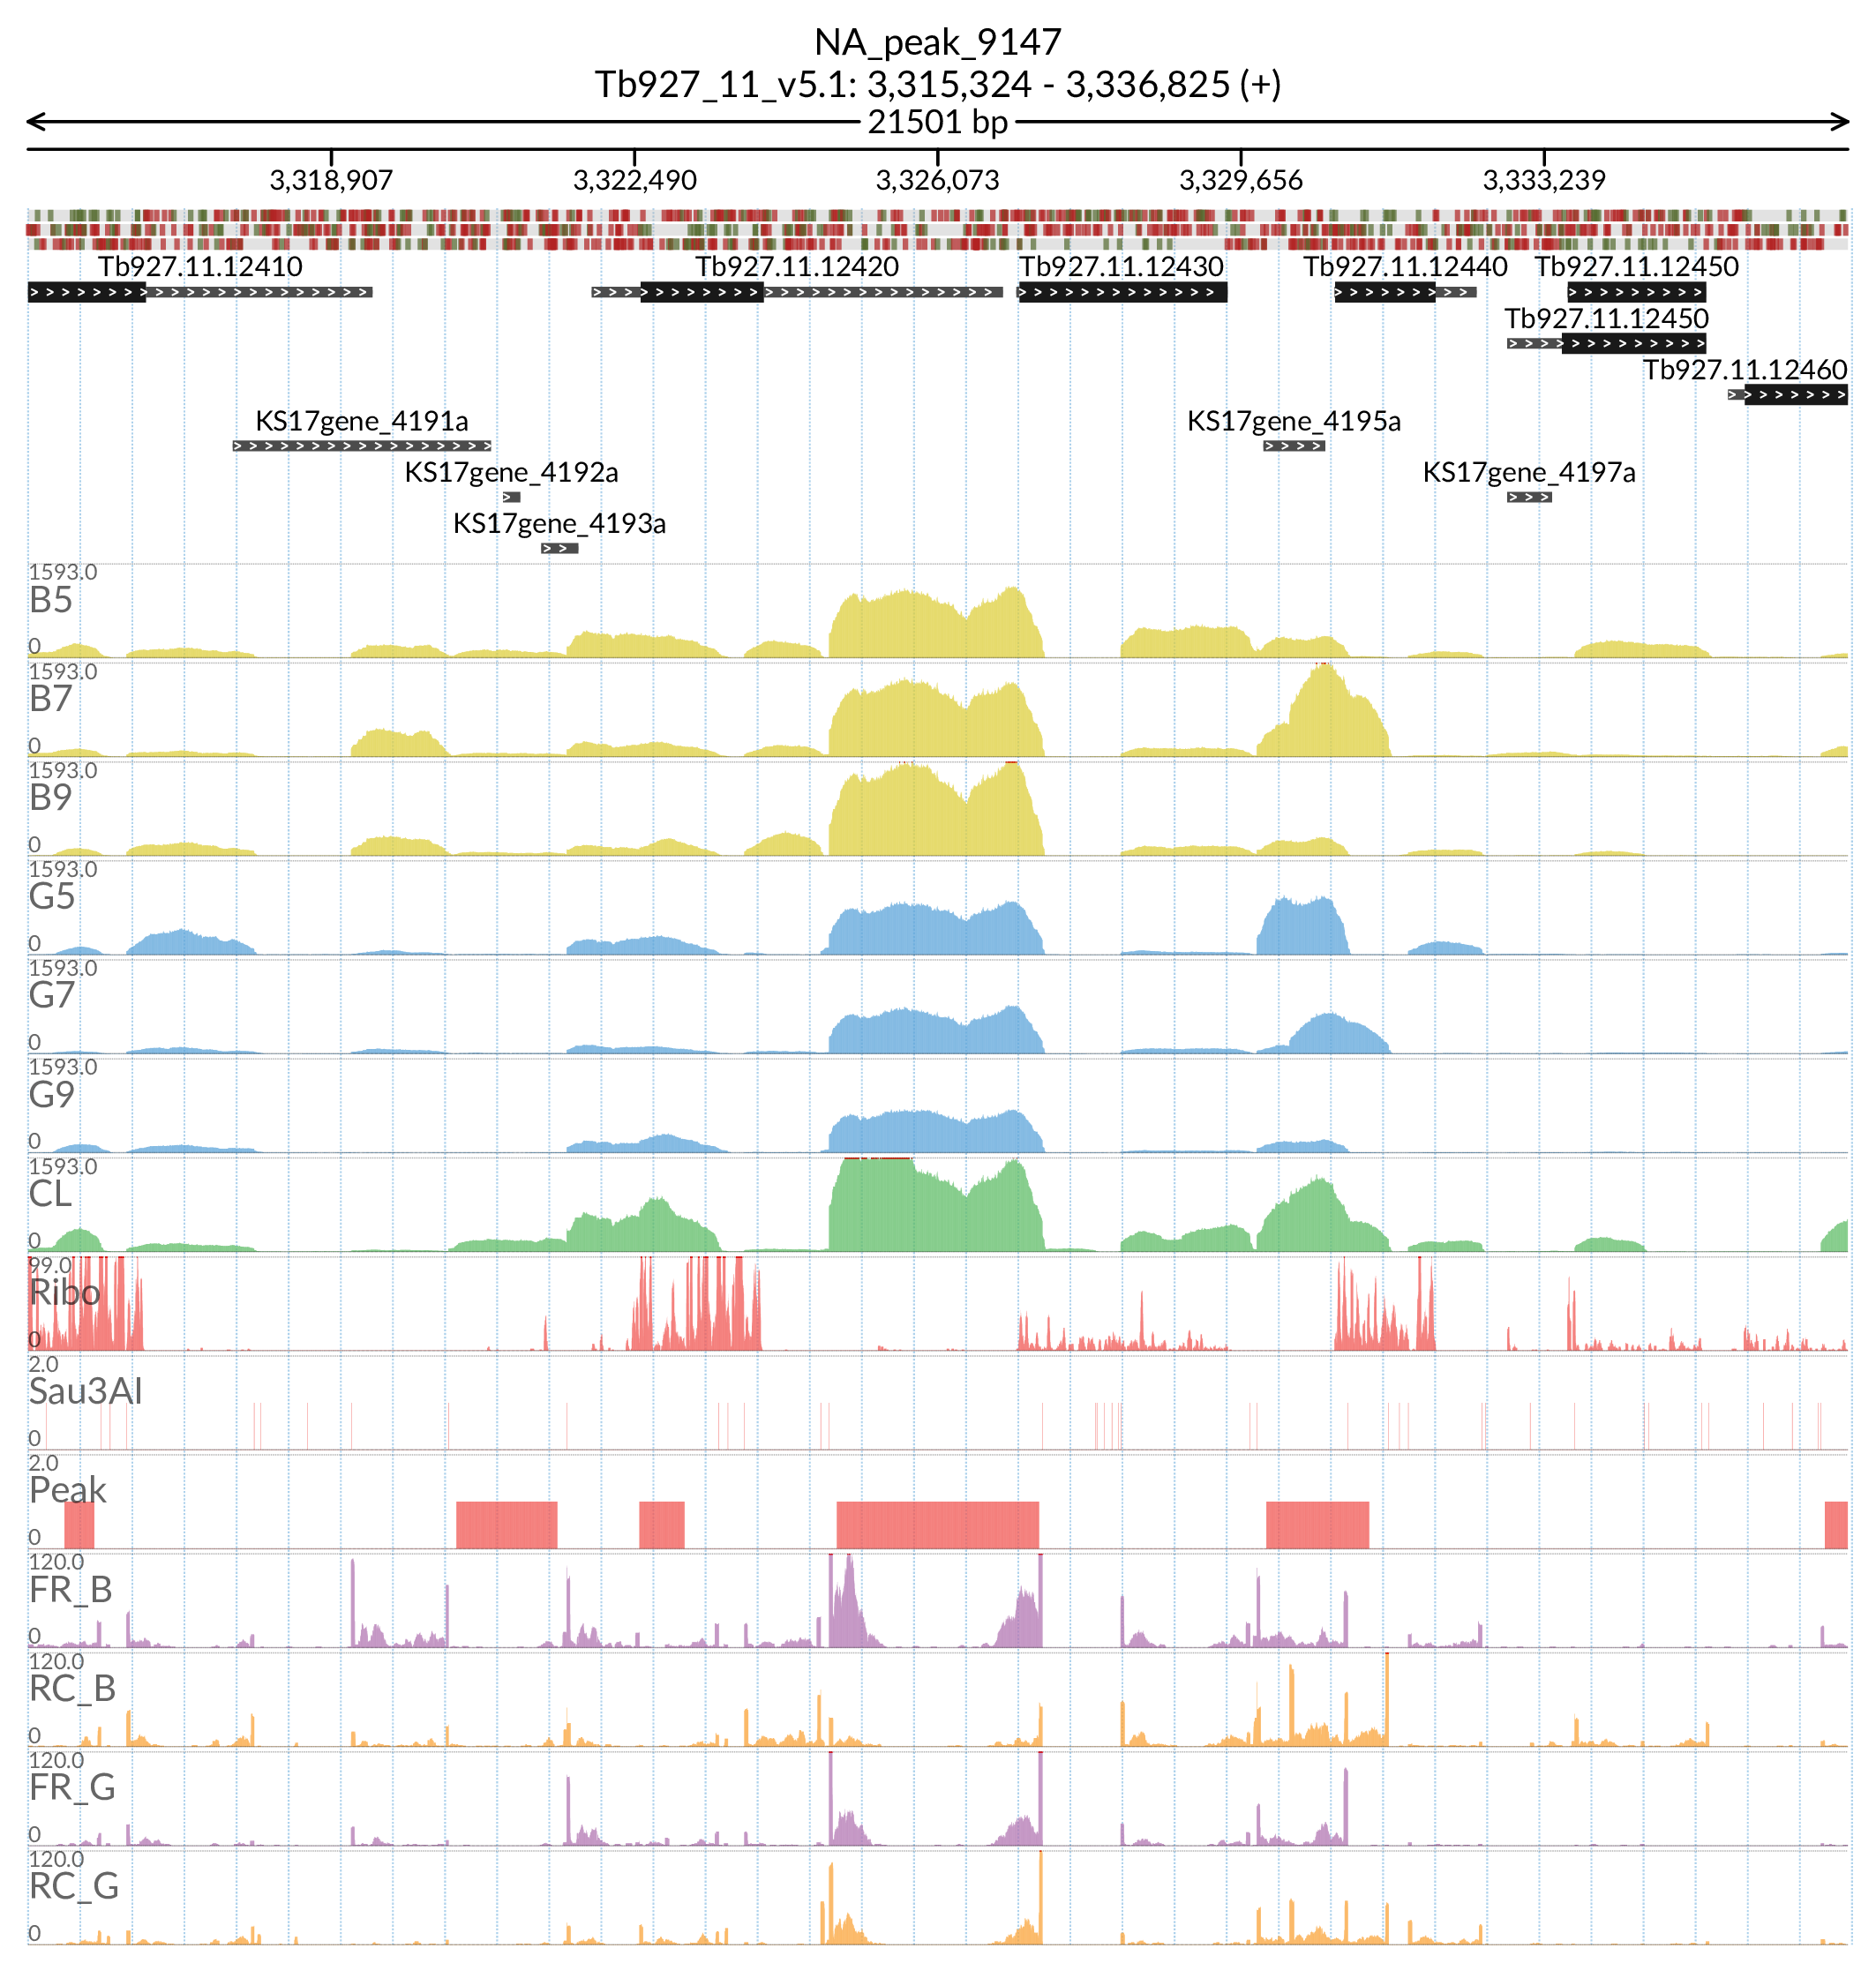 NA_peak_9147
Tb927_11_v5.1: 3,315,324 - 3,336,825 (+)
21501 bp
3,318,907 3,322,490 3,326,073 3,329,656 3,333,239
Tb927.11.12410 Tb927.11.12420 Tb927.11.12430 Tb927.11.12440 Tb927.11.12450
Tb927.11.12450
Tb927.11.12460
KS17gene_4191a KS17gene_4195a
KS17gene_4192a KS17gene_4197a
KS17gene_4193a
1593.0
B5
0
1593.0
B7
0
1593.0
B9
0
1593.0
G5
0
1593.0
G7
0
1593.0
G9
0
1593.0
CL
0
99.0
Ribo
0
2.0
Sau3AI
0
2.0
Peak
0
120.0
FR_B
0
120.0
RC_B
0
120.0
FR_G
0
120.0
RC_G
0